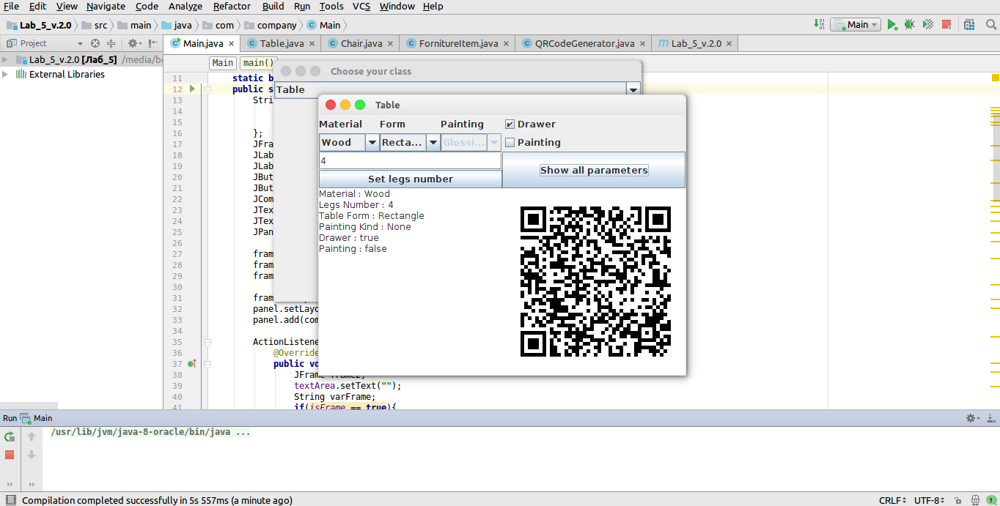 File Edit View Navigate Code Analyze Refactor Build Run Tools VCS Window Help
Lab_5_v.2.0 src main java com company Main
Main
Project
Main.java Table.java Chair.java FornitureItem.java QRCodeGenerator.java Lab_5_v.2.0
Lab_5_v.2.0 [Лаб_5] /media/bo
External Libraries
Main main()
Choose your class
Table
Table
Material Form Painting Drawer
Wood Recta... Glossi... Painting
4
Set legs number
Show all parameters
Material : Wood
Legs Number : 4
Table Form : Rectangle
Painting Kind : None
Drawer : true
Painting : false
11 static b
12 public s
13 Stri
14
15
16 };
17 JFra
18 JLab
19 JLab
20 JBut
21 JBut
22 JCom
23 JTex
24 JTex
25 JPan
26
27 fram
28 fram
29 fram
30
31 fram
32 panel.setLayo
33 panel.add(com
34
35 ActionListene
36 @Override
37 public vo
38 JFrame frame2;
39 textArea.setText("");
40 String varFrame;
41 if(isFrame == true){
Run Main
/usr/lib/jvm/java-8-oracle/bin/java ...
Compilation completed successfully in 5s 557ms (a minute ago)
CRLF UTF-8 1